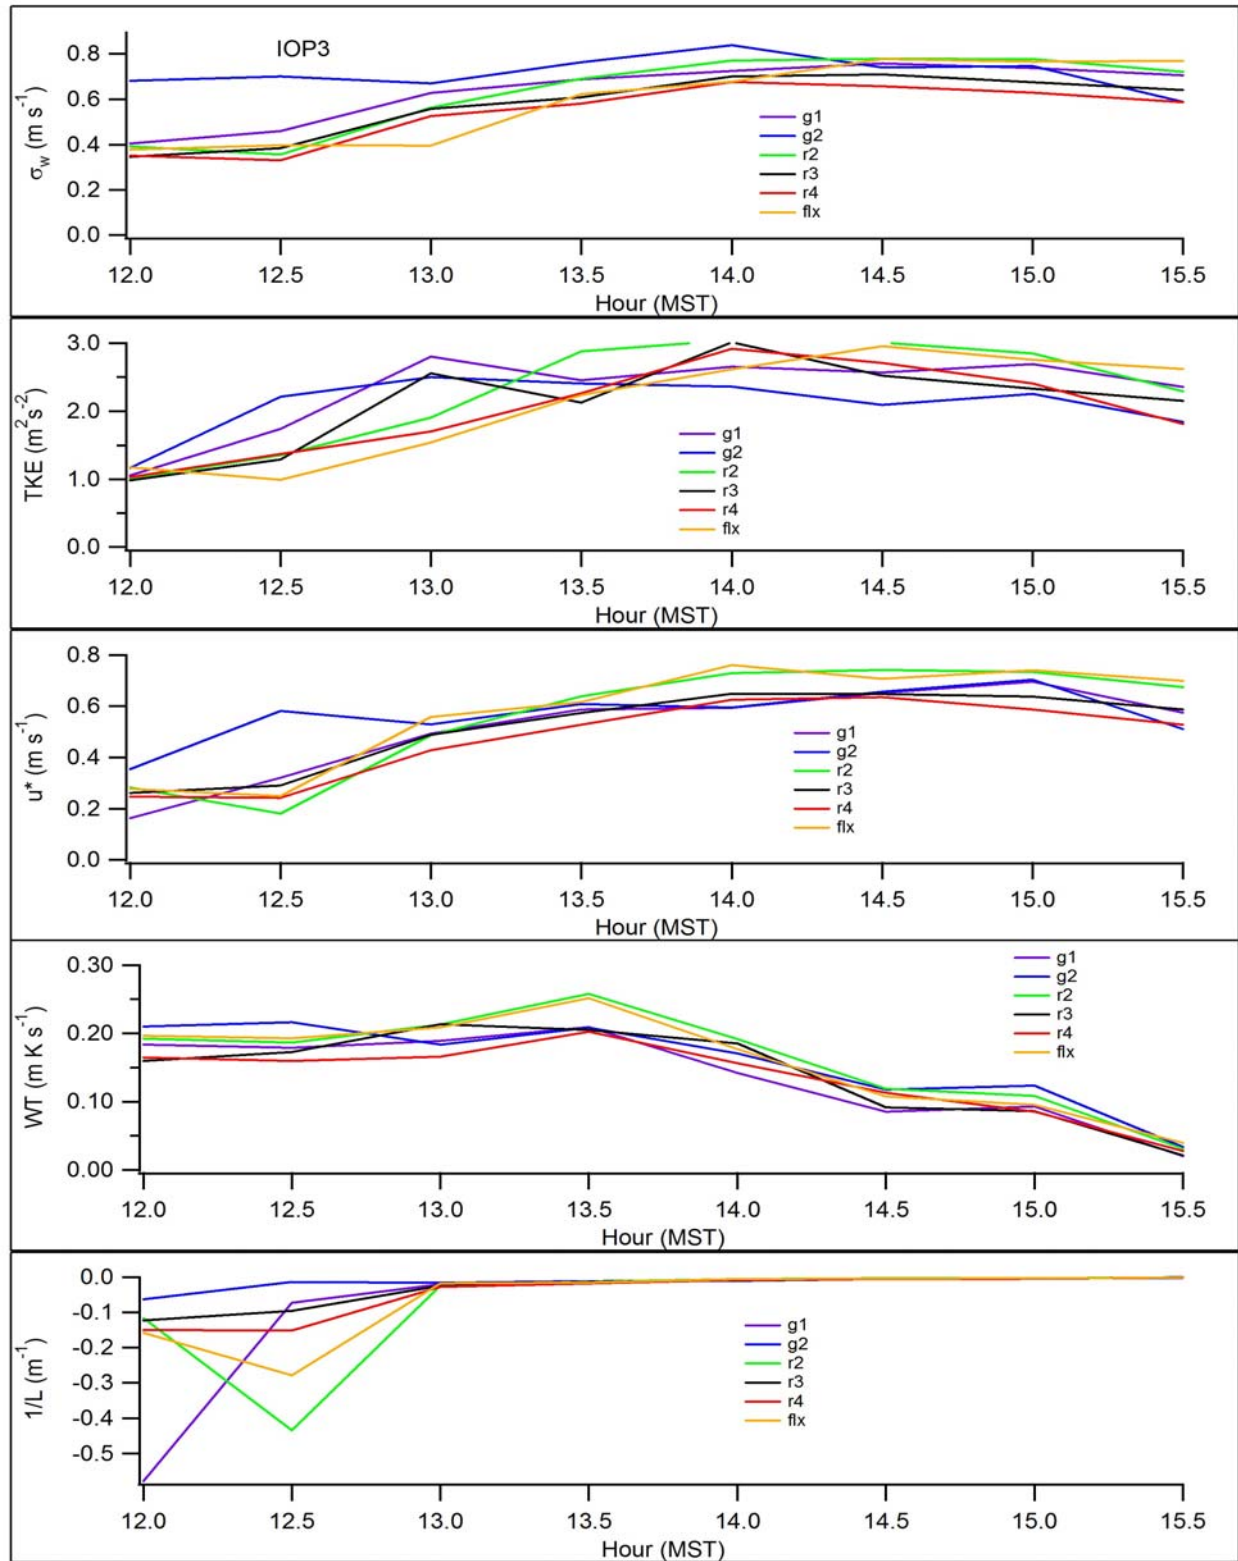 IOP3
σw (m s-1)
0.8
0.6
0.4
0.2
0.0
g1
g2
r2
r3
r4
flx
12.0 12.5 13.0 13.5 14.0 14.5 15.0 15.5
Hour (MST)
TKE (m2s-2)
3.0
2.0
1.0
0.0
g1
g2
r2
r3
r4
flx
12.0 12.5 13.0 13.5 14.0 14.5 15.0 15.5
Hour (MST)
u* (m s-1)
0.8
0.6
0.4
0.2
0.0
g1
g2
r2
r3
r4
flx
12.0 12.5 13.0 13.5 14.0 14.5 15.0 15.5
Hour (MST)
WT (m K s-1)
0.30
0.20
0.10
0.00
g1
g2
r2
r3
r4
flx
12.0 12.5 13.0 13.5 14.0 14.5 15.0 15.5
Hour (MST)
1/L (m-1)
0.0
-0.1
-0.2
-0.3
-0.4
-0.5
g1
g2
r2
r3
r4
flx
12.0 12.5 13.0 13.5 14.0 14.5 15.0 15.5
Hour (MST)